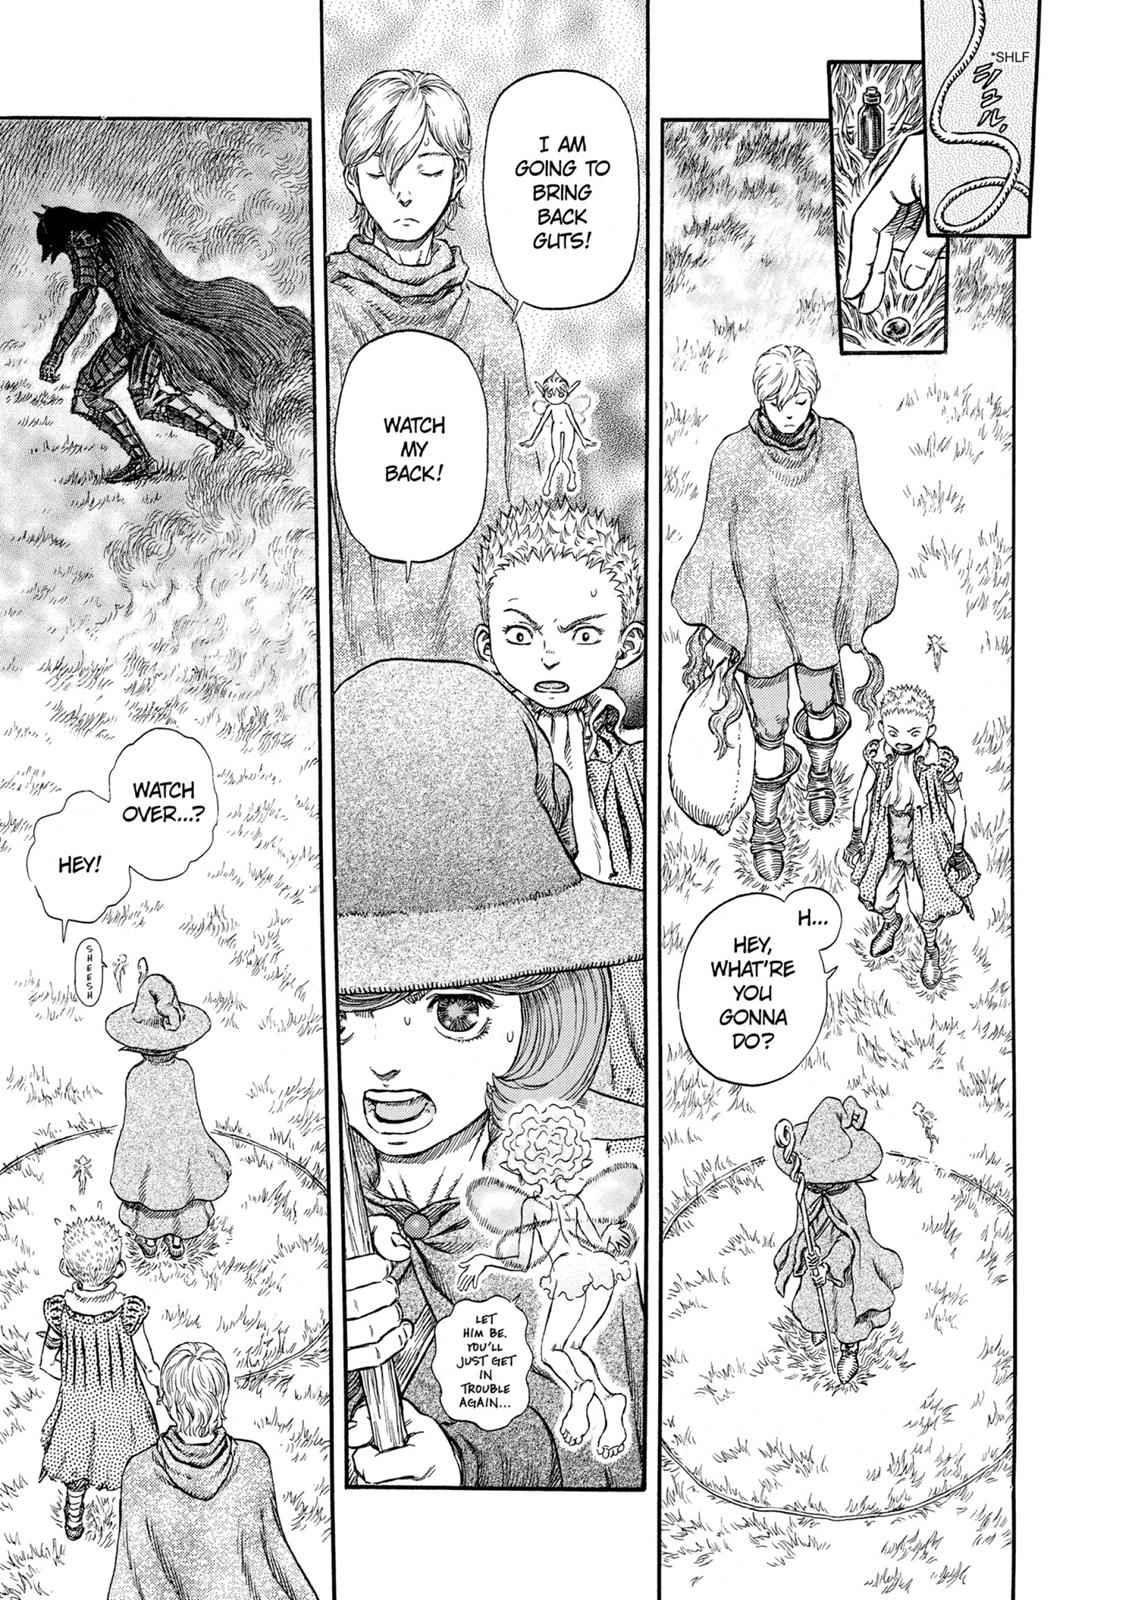 *SHLF
シュル
H...
HEY,
WHAT'RE
YOU
GONNA
DO?
I AM
GOING TO
BRING
BACK
GUTS!
WATCH
MY
BACK!
LET
HIM BE.
YOU'LL
JUST GET
IN
TROUBLE
AGAIN...
WATCH
OVER...?
HEY!
SHEESH